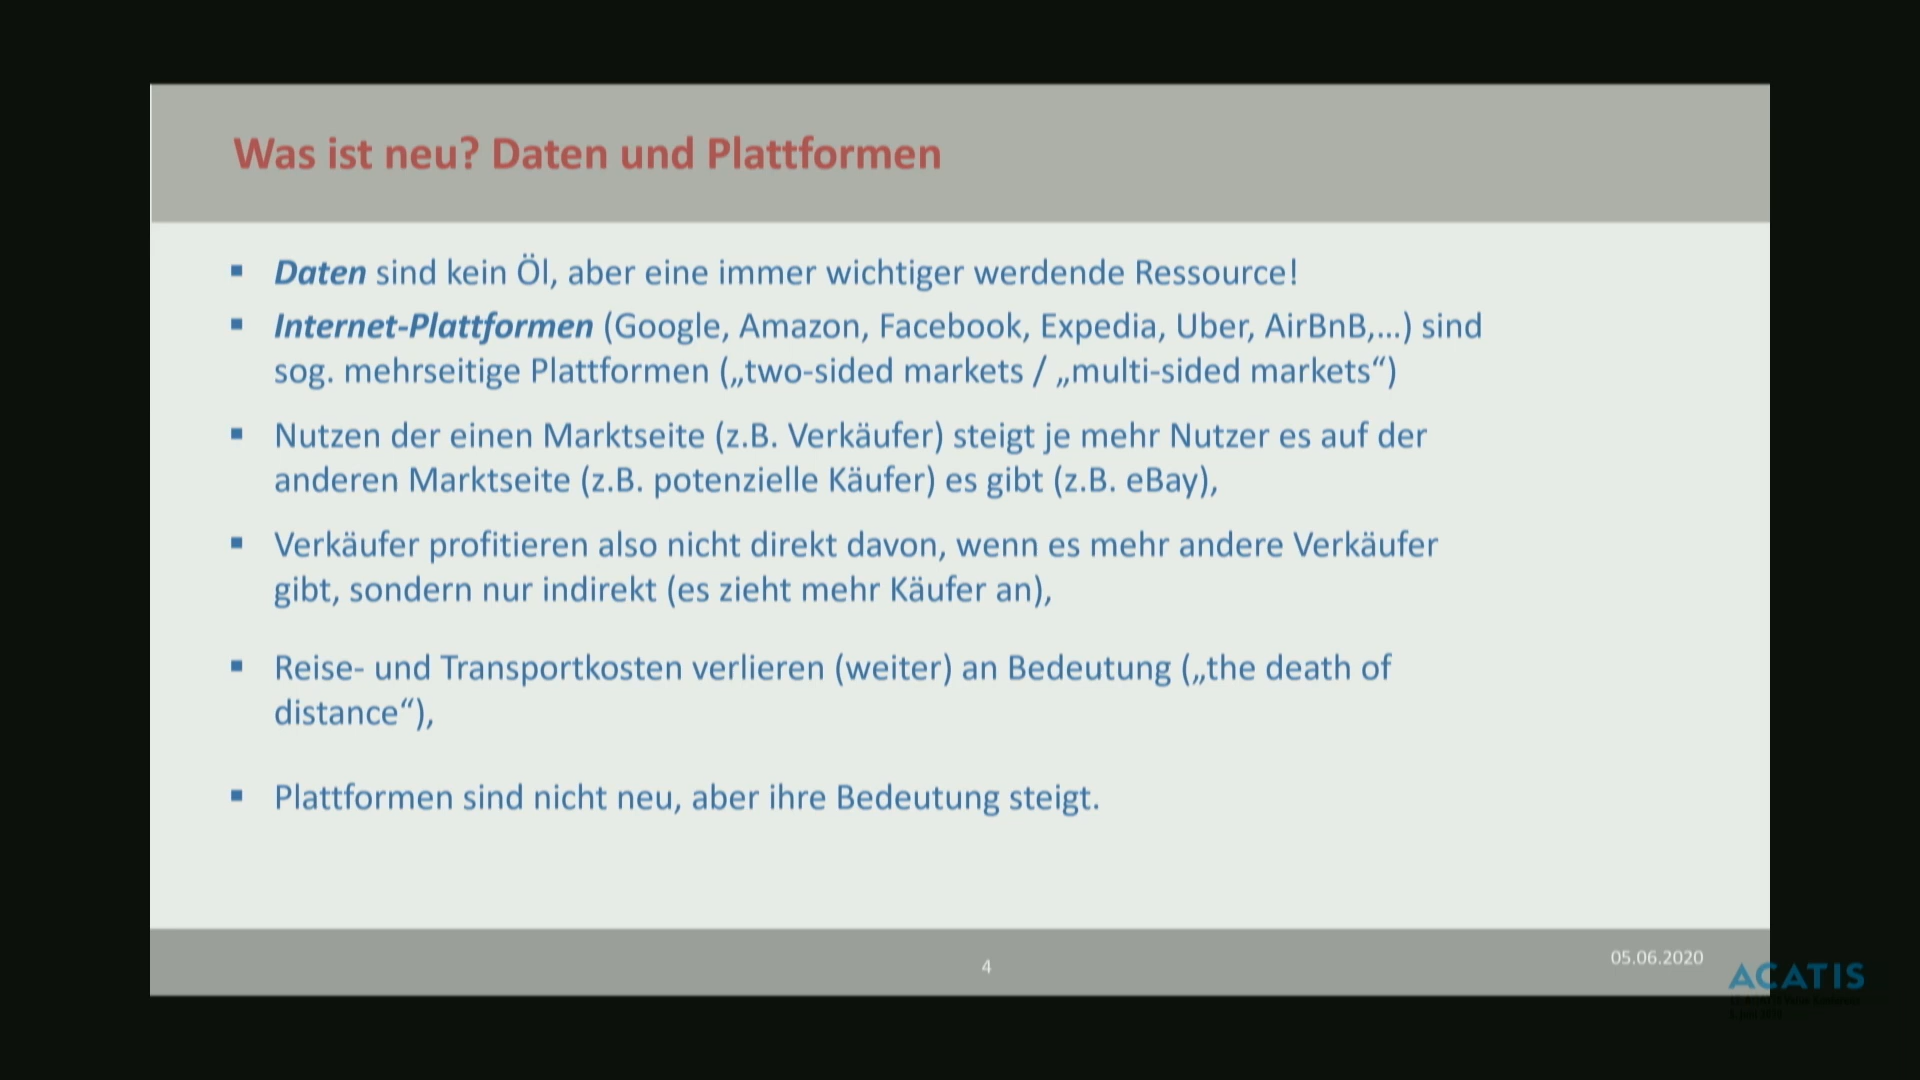 Was ist neu? Daten und Plattformen
Daten sind kein Öl, aber eine immer wichtiger werdende Ressource!
Internet-Plattformen (Google, Amazon, Facebook, Expedia, Uber, AirBnB,...) sind
sog. mehrseitige Plattformen („two-sided markets / „multi-sided markets“)
Nutzen der einen Marktseite (z.B. Verkäufer) steigt je mehr Nutzer es auf der
anderen Marktseite (z.B. potenzielle Käufer) es gibt (z.B. eBay),
Verkäufer profitieren also nicht direkt davon, wenn es mehr andere Verkäufer
gibt, sondern nur indirekt (es zieht mehr Käufer an),
Reise- und Transportkosten verlieren (weiter) an Bedeutung („the death of
distance“),
Plattformen sind nicht neu, aber ihre Bedeutung steigt.
4
05.06.2020
ACATIS